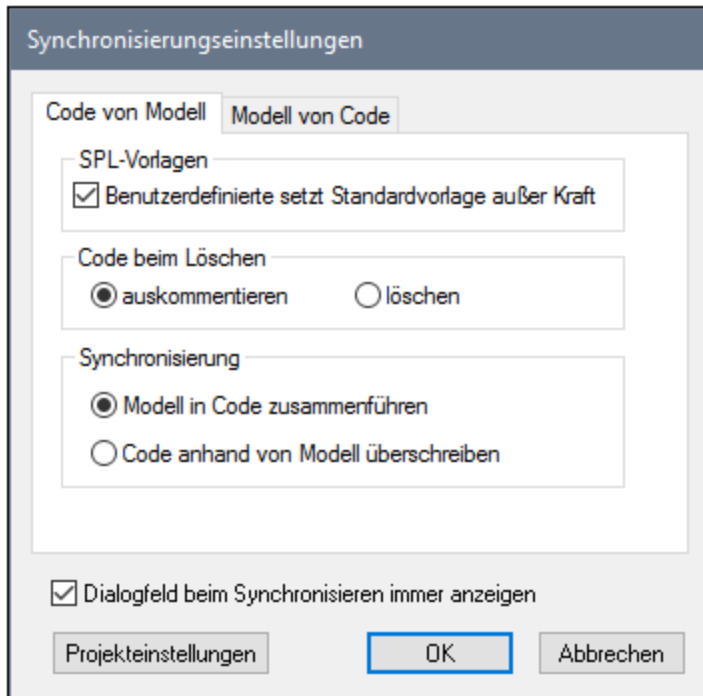 Synchronisierungseinstellungen
Code von Modell
Modell von Code
SPL-Vorlagen
Benutzerdefinierte setzt Standardvorlage außer Kraft
Code beim Löschen
auskommentieren
löschen
Synchronisierung
Modell in Code zusammenführen
Code anhand von Modell überschreiben
Dialogfeld beim Synchronisieren immer anzeigen
Projekteinstellungen
OK
Abbrechen